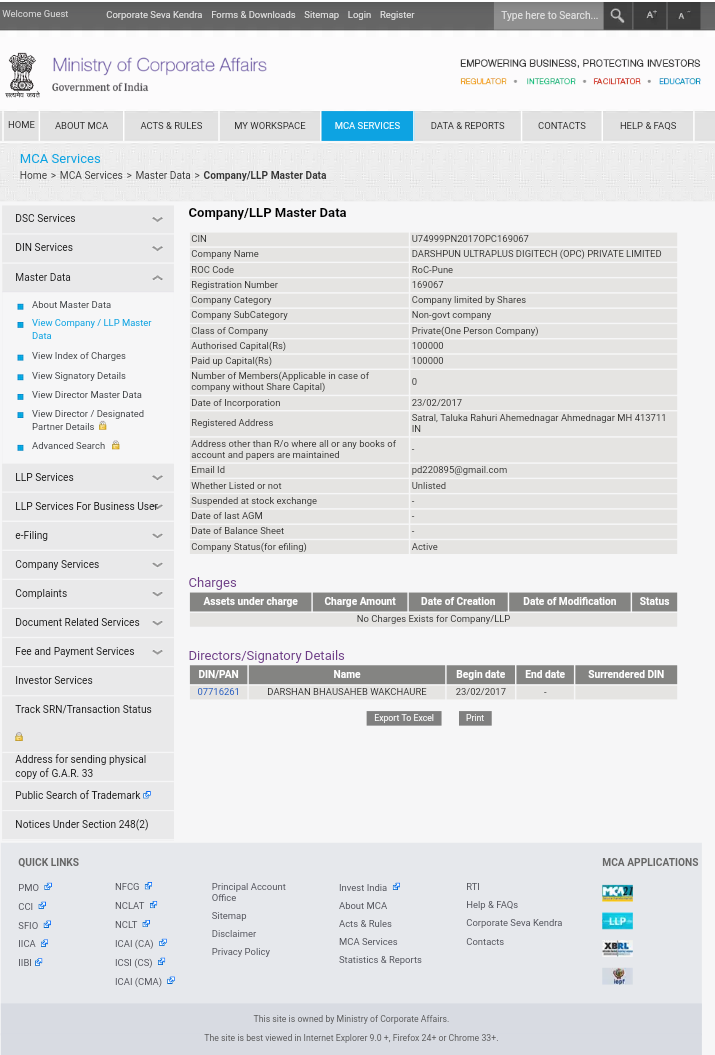 Welcome Guest
Corporate Seva Kendra Forms & Downloads Sitemap Login Register
Type here to Search...
A+ A-
सत्यमेव जयते
Ministry of Corporate Affairs
Government of India
EMPOWERING BUSINESS, PROTECTING INVESTORS
REGULATOR • INTEGRATOR • FACILITATOR • EDUCATOR
HOME ABOUT MCA ACTS & RULES MY WORKSPACE MCA SERVICES DATA & REPORTS CONTACTS HELP & FAQS
MCA Services
Home > MCA Services > Master Data > Company/LLP Master Data
DSC Services
DIN Services
Master Data
About Master Data
View Company / LLP Master
Data
View Index of Charges
View Signatory Details
View Director Master Data
View Director / Designated
Partner Details
Advanced Search
LLP Services
LLP Services For Business User
e-Filing
Company Services
Complaints
Document Related Services
Fee and Payment Services
Investor Services
Track SRN/Transaction Status
Address for sending physical
copy of G.A.R. 33
Public Search of Trademark
Notices Under Section 248(2)
Company/LLP Master Data
CIN U74999PN2017OPC169067
Company Name DARSHPUN ULTRAPLUS DIGITECH (OPC) PRIVATE LIMITED
ROC Code RoC-Pune
Registration Number 169067
Company Category Company limited by Shares
Company SubCategory Non-govt company
Class of Company Private(One Person Company)
Authorised Capital(Rs) 100000
Paid up Capital(Rs) 100000
Number of Members(Applicable in case of
company without Share Capital) 0
Date of Incorporation 23/02/2017
Registered Address Satral, Taluka Rahuri Ahemednagar Ahmednagar MH 413711
IN
Address other than R/o where all or any books of
account and papers are maintained -
Email Id pd220895@gmail.com
Whether Listed or not Unlisted
Suspended at stock exchange -
Date of last AGM -
Date of Balance Sheet -
Company Status(for efiling) Active
Charges
Assets under charge Charge Amount Date of Creation Date of Modification Status
No Charges Exists for Company/LLP
Directors/Signatory Details
DIN/PAN Name Begin date End date Surrendered DIN
07716261 DARSHAN BHAUSAHEB WAKCHAURE 23/02/2017 -
Export To Excel Print
QUICK LINKS
PMO
CCI
SFIO
IICA
IIBI
NFCG
NCLAT
NCLT
ICAI (CA)
ICSI (CS)
ICAI (CMA)
Principal Account
Office
Sitemap
Disclaimer
Privacy Policy
Invest India
About MCA
Acts & Rules
MCA Services
Statistics & Reports
RTI
Help & FAQs
Corporate Seva Kendra
Contacts
MCA APPLICATIONS
MCA21
LLP
XBRL
iepf
This site is owned by Ministry of Corporate Affairs.
The site is best viewed in Internet Explorer 9.0 +, Firefox 24+ or Chrome 33+.